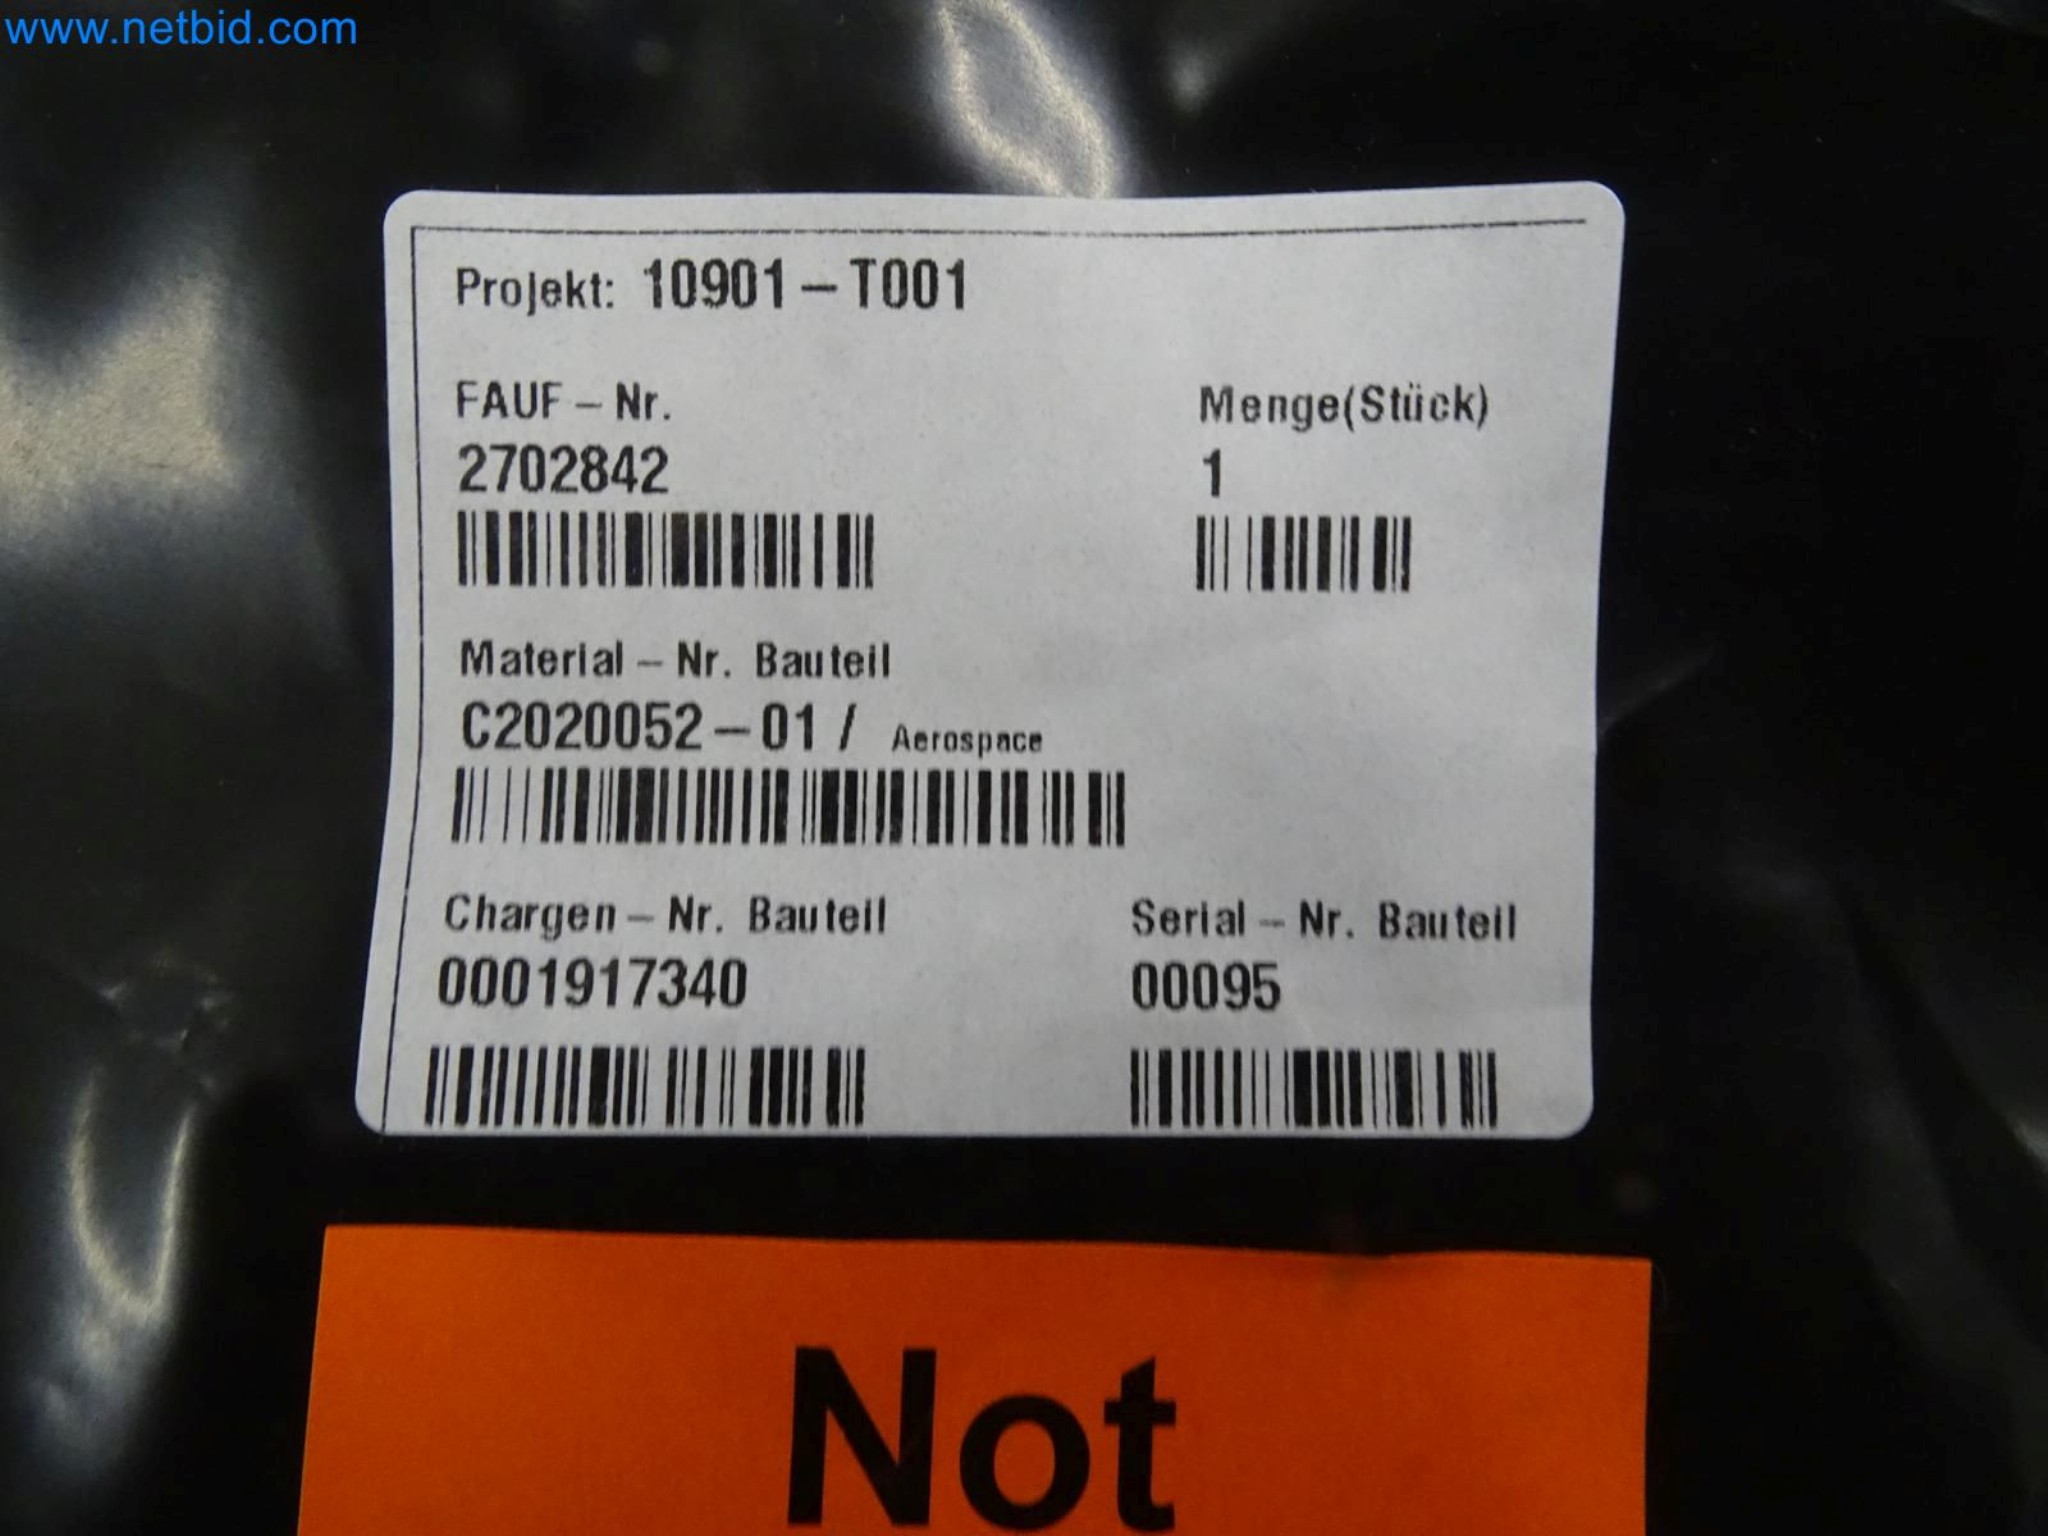 www.netbid.com
Projekt: 10901-T001
FAUF-Nr.
Menge(Stück)
2702842
1
Material-Nr. Bauteil
C2020052-01 / Aerospace
Chargen-Nr. Bauteil
Serial-Nr. Bauteil
0001917340
00095
Not